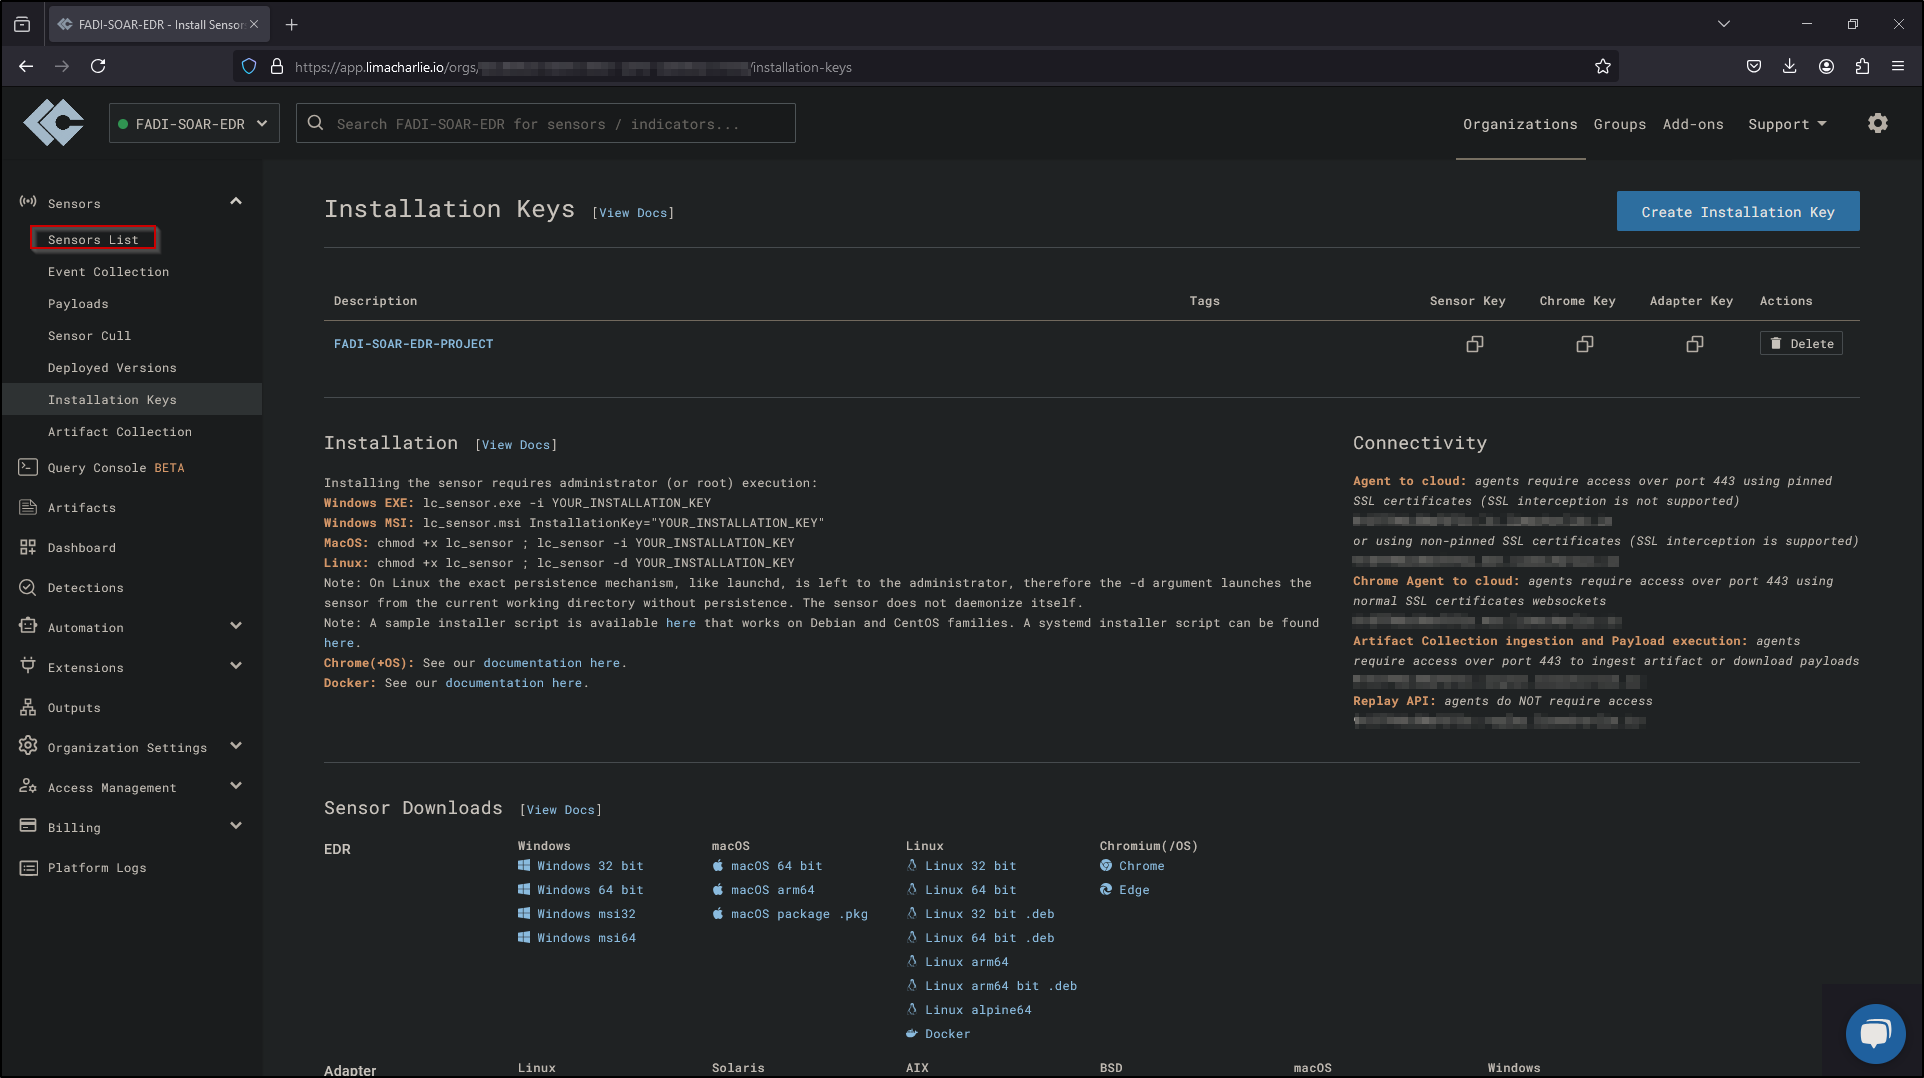 FADI-SOAR-EDR - Install Sensor
https://app.limacharlie.io/orgs/
/installation-keys
FADI-SOAR-EDR
Search FADI-SOAR-EDR for sensors / indicators...
Organizations Groups Add-ons Support
Sensors
Sensors List
Event Collection
Payloads
Sensor Cull
Deployed Versions
Installation Keys
Artifact Collection
Query Console BETA
Artifacts
Dashboard
Detections
Automation
Extensions
Outputs
Organization Settings
Access Management
Billing
Platform Logs
Installation Keys [View Docs]
Create Installation Key
Description Tags Sensor Key Chrome Key Adapter Key Actions
FADI-SOAR-EDR-PROJECT Delete
Installation [View Docs]
Installing the sensor requires administrator (or root) execution:
Windows EXE: lc_sensor.exe -i YOUR_INSTALLATION_KEY
Windows MSI: lc_sensor.msi InstallationKey="YOUR_INSTALLATION_KEY"
MacOS: chmod +x lc_sensor ; lc_sensor -i YOUR_INSTALLATION_KEY
Linux: chmod +x lc_sensor ; lc_sensor -d YOUR_INSTALLATION_KEY
Note: On Linux the exact persistence mechanism, like launchd, is left to the administrator, therefore the -d argument launches the
sensor from the current working directory without persistence. The sensor does not daemonize itself.
Note: A sample installer script is available here that works on Debian and CentOS families. A systemd installer script can be found
here.
Chrome(+OS): See our documentation here.
Docker: See our documentation here.
Connectivity
Agent to cloud: agents require access over port 443 using pinned
SSL certificates (SSL interception is not supported)
or using non-pinned SSL certificates (SSL interception is supported)
Chrome Agent to cloud: agents require access over port 443 using
normal SSL certificates websockets
Artifact Collection ingestion and Payload execution: agents
require access over port 443 to ingest artifact or download payloads
Replay API: agents do NOT require access
Sensor Downloads [View Docs]
EDR
Windows
Windows 32 bit
Windows 64 bit
Windows msi32
Windows msi64
macOS
macOS 64 bit
macOS arm64
macOS package .pkg
Linux
Linux 32 bit
Linux 64 bit
Linux 32 bit .deb
Linux 64 bit .deb
Linux arm64
Linux arm64 bit .deb
Linux alpine64
Docker
Chromium(/OS)
Chrome
Edge
Adapter Linux Solaris AIX BSD macOS Windows